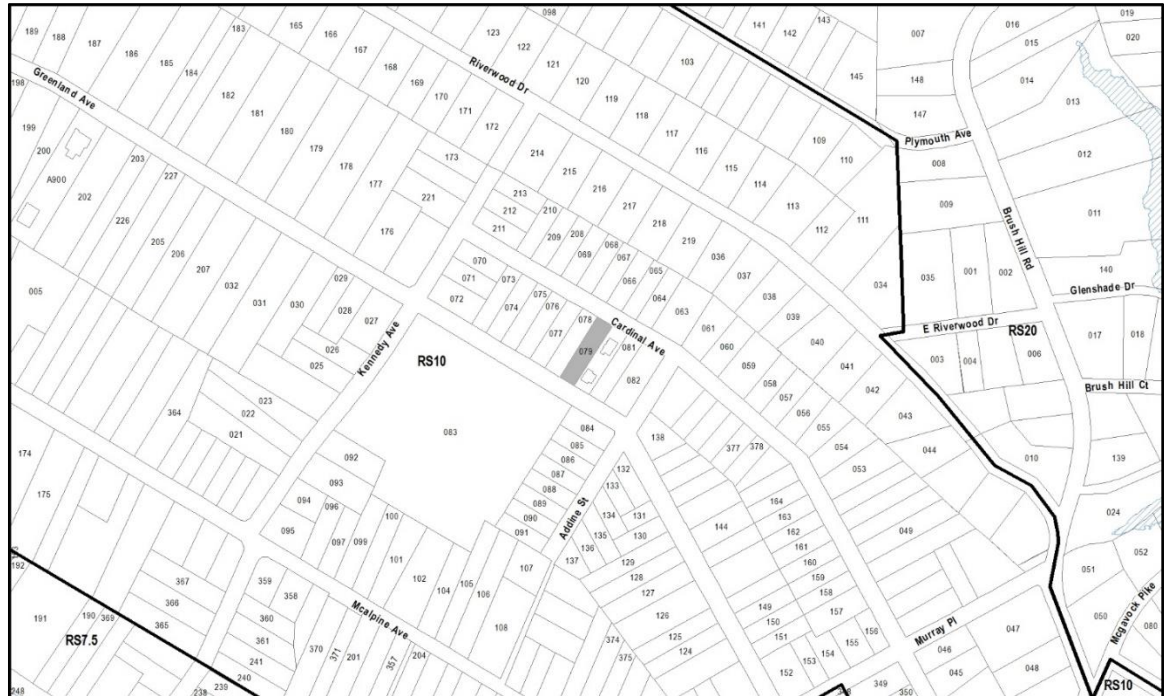 189 188 187 186 185 184 183 165 166 167 168 169 170 171 172 123 122 098 121 120 119 118 117 116 115 114 103 141 142 143 145 007 148 147 016 015 014 013 019 020
Greenland Ave
Riverwood Dr
Plymouth Ave
198 199 200 A900 202 203 227 226 205 206 207 182 181 180 179 178 177 176 173 221 214 215 216 217 218 219 213 212 211 210 209 208 069 068 067 066 065 064 063 109 110 111 113 112 008 009 012 011
Brush Hill Rd
005 032 031 030 029 028 027 026 025 070 071 072 073 074 075 076 077 078 079 081 082 061 060 059 058 057 056 055 054 053 036 037 038 039 040 041 042 043 044 034 035 001 002 140
Glenshade Dr
Cardinal Ave
E Riverwood Dr
RS20
Kennedy Ave
RS10
003 004 006 017 018
Brush Hill Ct
364 023 022 021 083 084 085 086 087 088 089 090 091 138 377 378 010 139
174 175 092 093 094 095 096 097 099 100 101 102 104 105 106 107 108 132 133 134 135 136 137 131 130 129 128 127 126 125 124 144 164 163 162 161 160 159 158 157 156 155 154 153 152 151 150 149 049 024 052 051 050 080
Addine St
Mcgavock Pike
192 191 190 369 367 366 365 359 358 360 361 241 240 239 238 370 371 201 357 204 374 375 047 046 045 048 349 350 248
Mcalpine Ave
Murray Pl
RS7.5
RS10